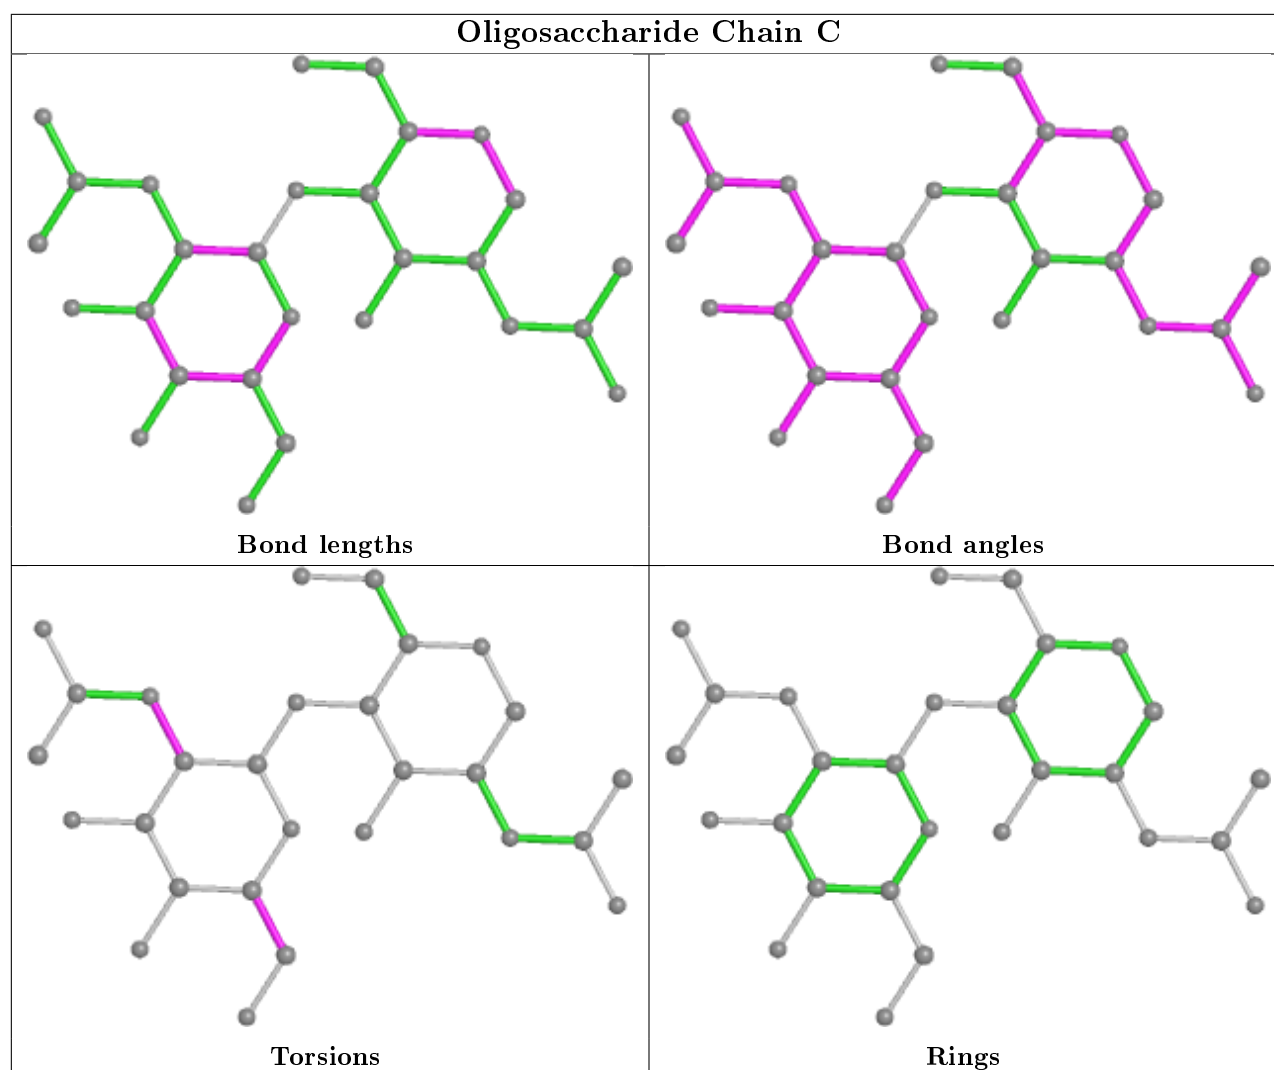 Oligosaccharide Chain C
Bond lengths
Bond angles
Torsions
Rings